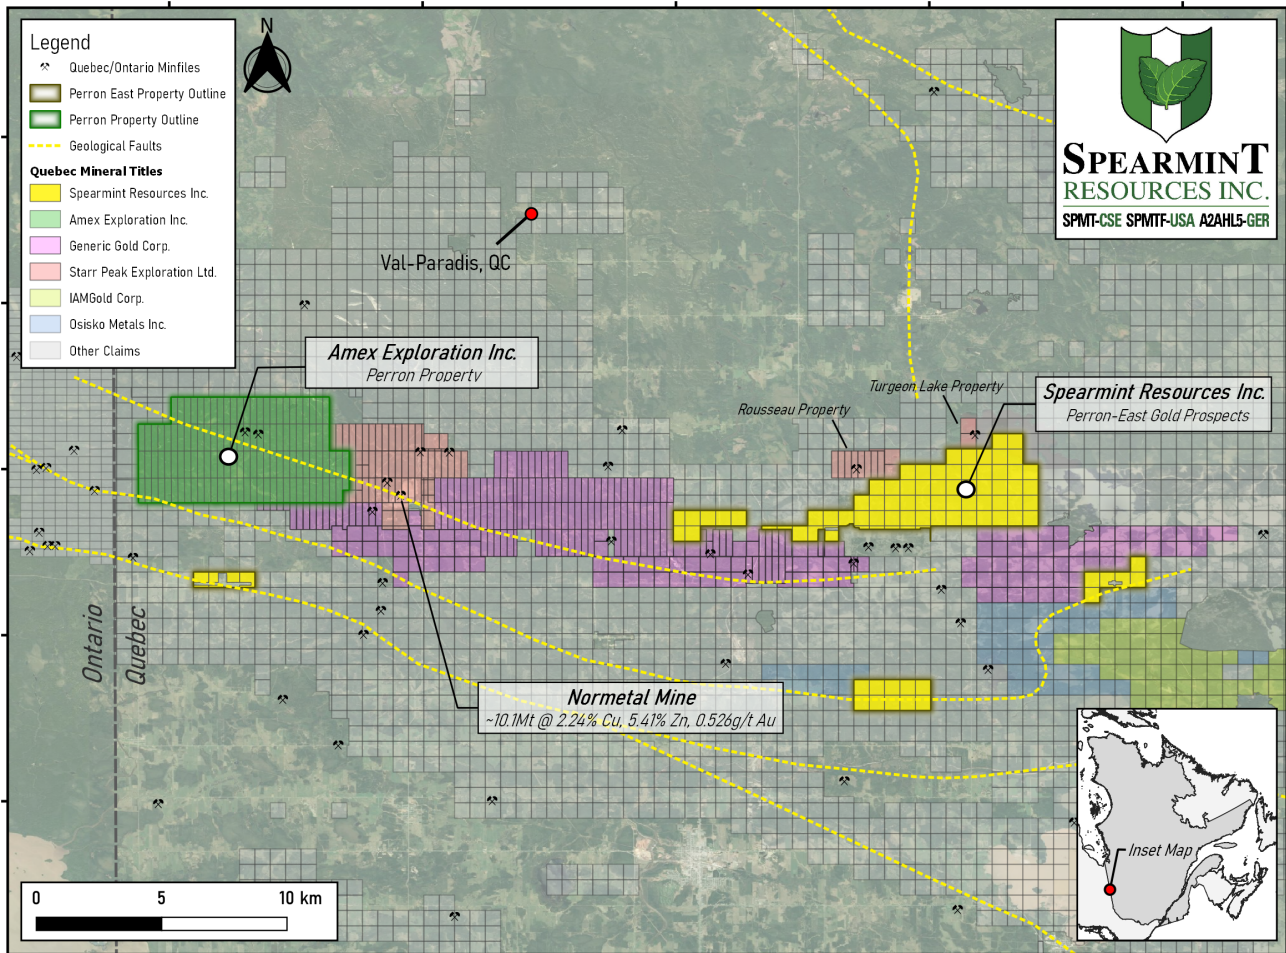 Legend
Quebec/Ontario Minfiles
Perron East Property Outline
Perron Property Outline
Geological Faults
Quebec Mineral Titles
Spearmint Resources Inc.
Amex Exploration Inc.
Generic Gold Corp.
Starr Peak Exploration Ltd.
IAMGold Corp.
Osisko Metals Inc.
Other Claims
N
SPEARMINT
RESOURCES INC.
SPMT-CSE SPMTF-USA A2AHL5-GER
Val-Paradis, QC
Amex Exploration Inc.
Perron Property
Turgeon Lake Property
Rousseau Property
Spearmint Resources Inc.
Perron-East Gold Prospects
Ontario
Quebec
Normetal Mine
~10.1Mt @ 2.24% Cu, 5.41% Zn, 0.526g/t Au
Inset Map
0 5 10 km